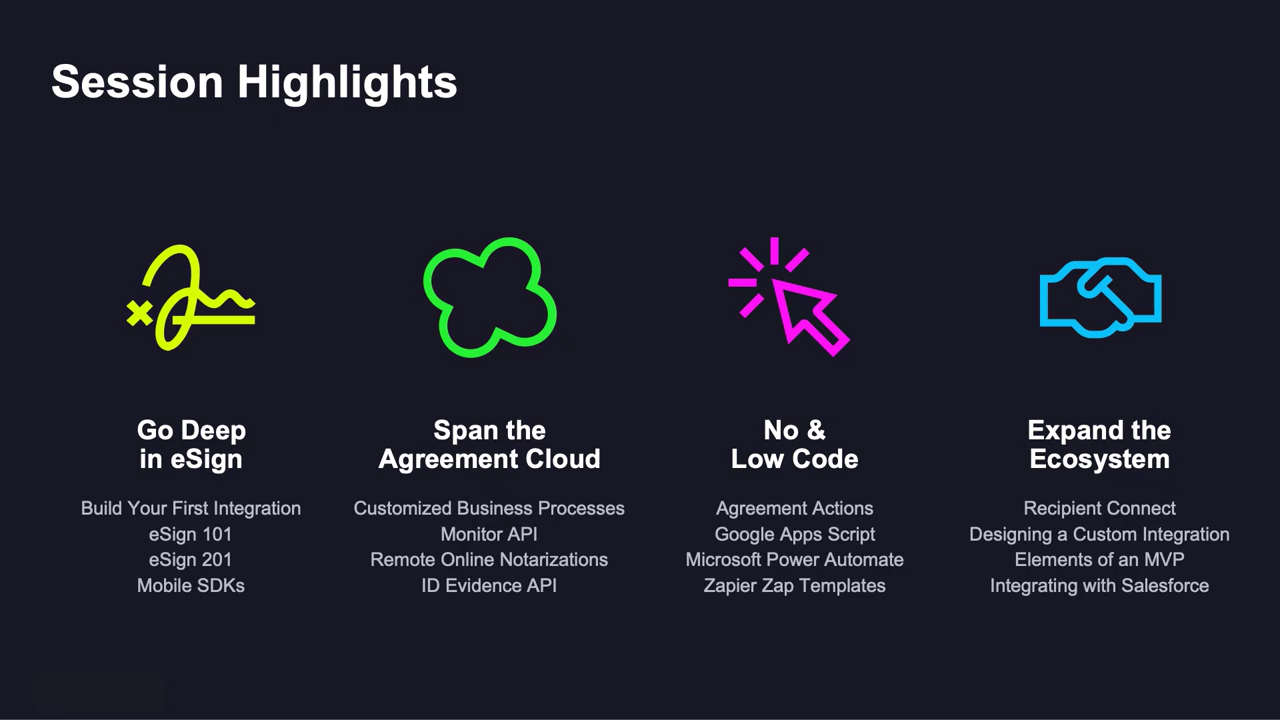 Session Highlights
Go Deep
in eSign
Build Your First Integration
eSign 101
eSign 201
Mobile SDKs
Span the
Agreement Cloud
Customized Business Processes
Monitor API
Remote Online Notarizations
ID Evidence API
No &
Low Code
Agreement Actions
Google Apps Script
Microsoft Power Automate
Zapier Zap Templates
Expand the
Ecosystem
Recipient Connect
Designing a Custom Integration
Elements of an MVP
Integrating with Salesforce